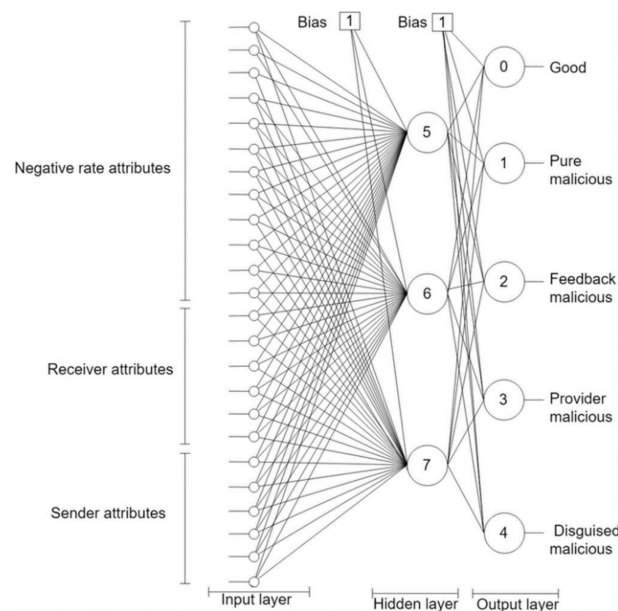 Bias 1
Bias 1
0
Good
5
1
Pure
malicious
Negative rate attributes
6
2
Feedback
malicious
Receiver attributes
3
Provider
malicious
7
Sender attributes
4
Disguised
malicious
Input layer
Hidden layer
Output layer